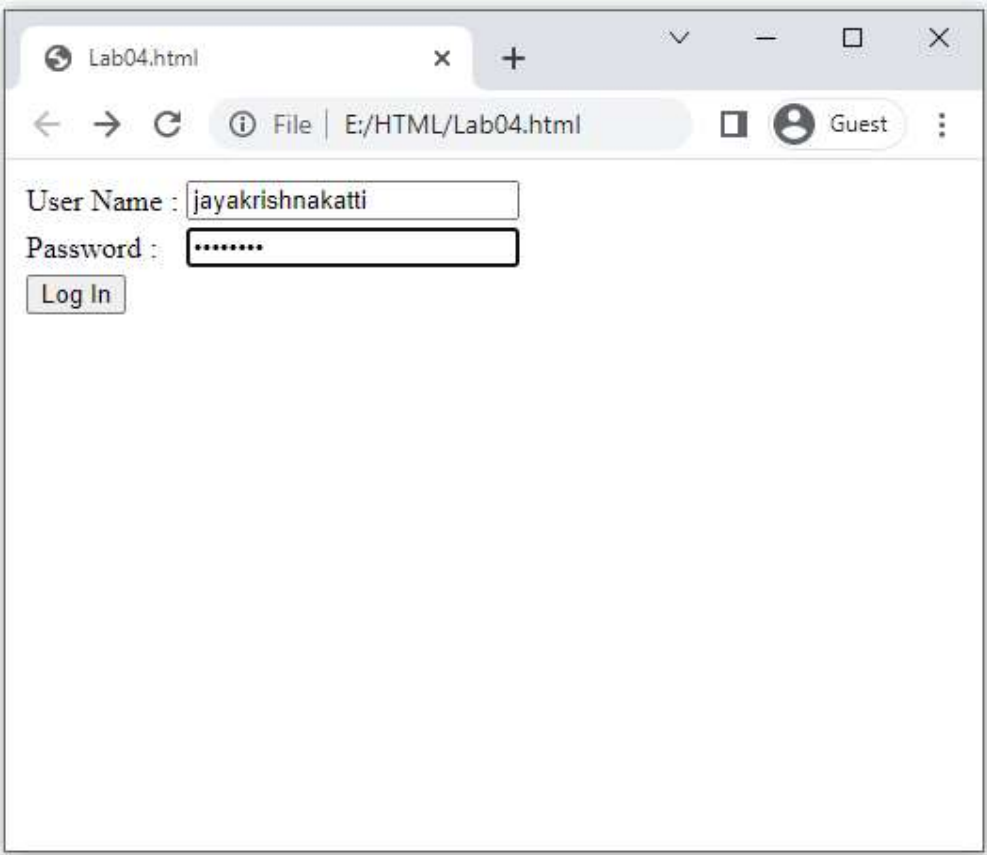 Lab04.html
File E:/HTML/Lab04.html Guest
User Name : jayakrishnakatti
Password : ••••••••
Log In